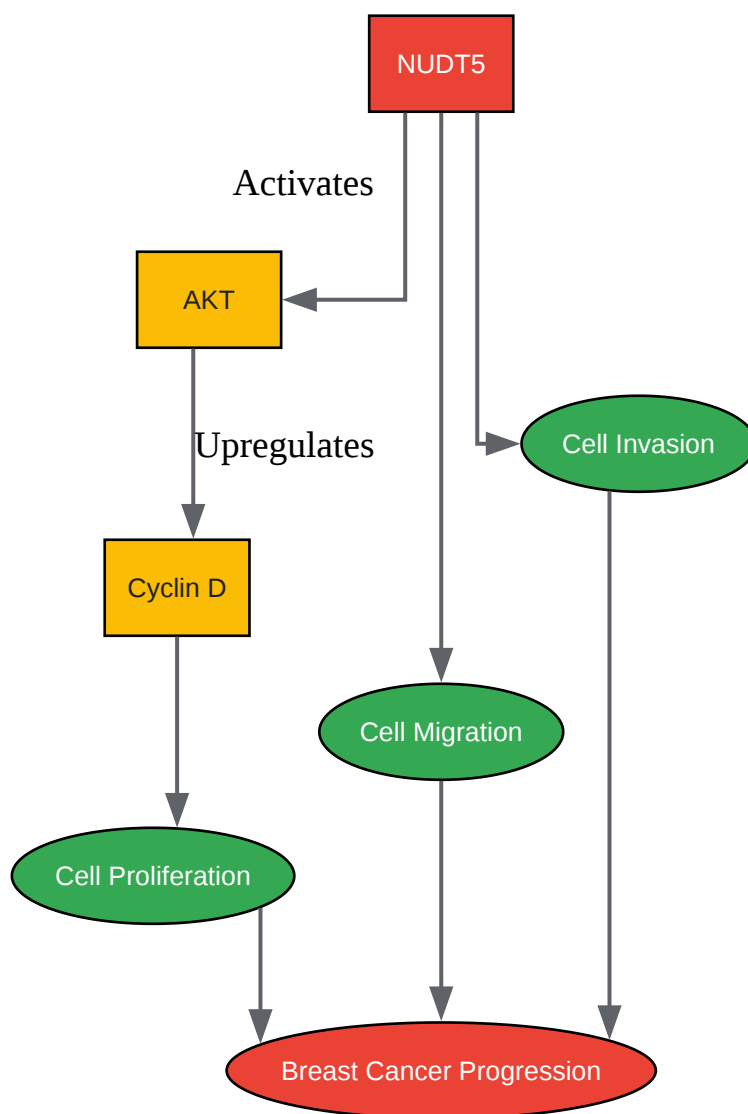 NUDT5
Activates
AKT
Cell Invasion
Upregulates
Cyclin D
Cell Migration
Cell Proliferation
Breast Cancer Progression